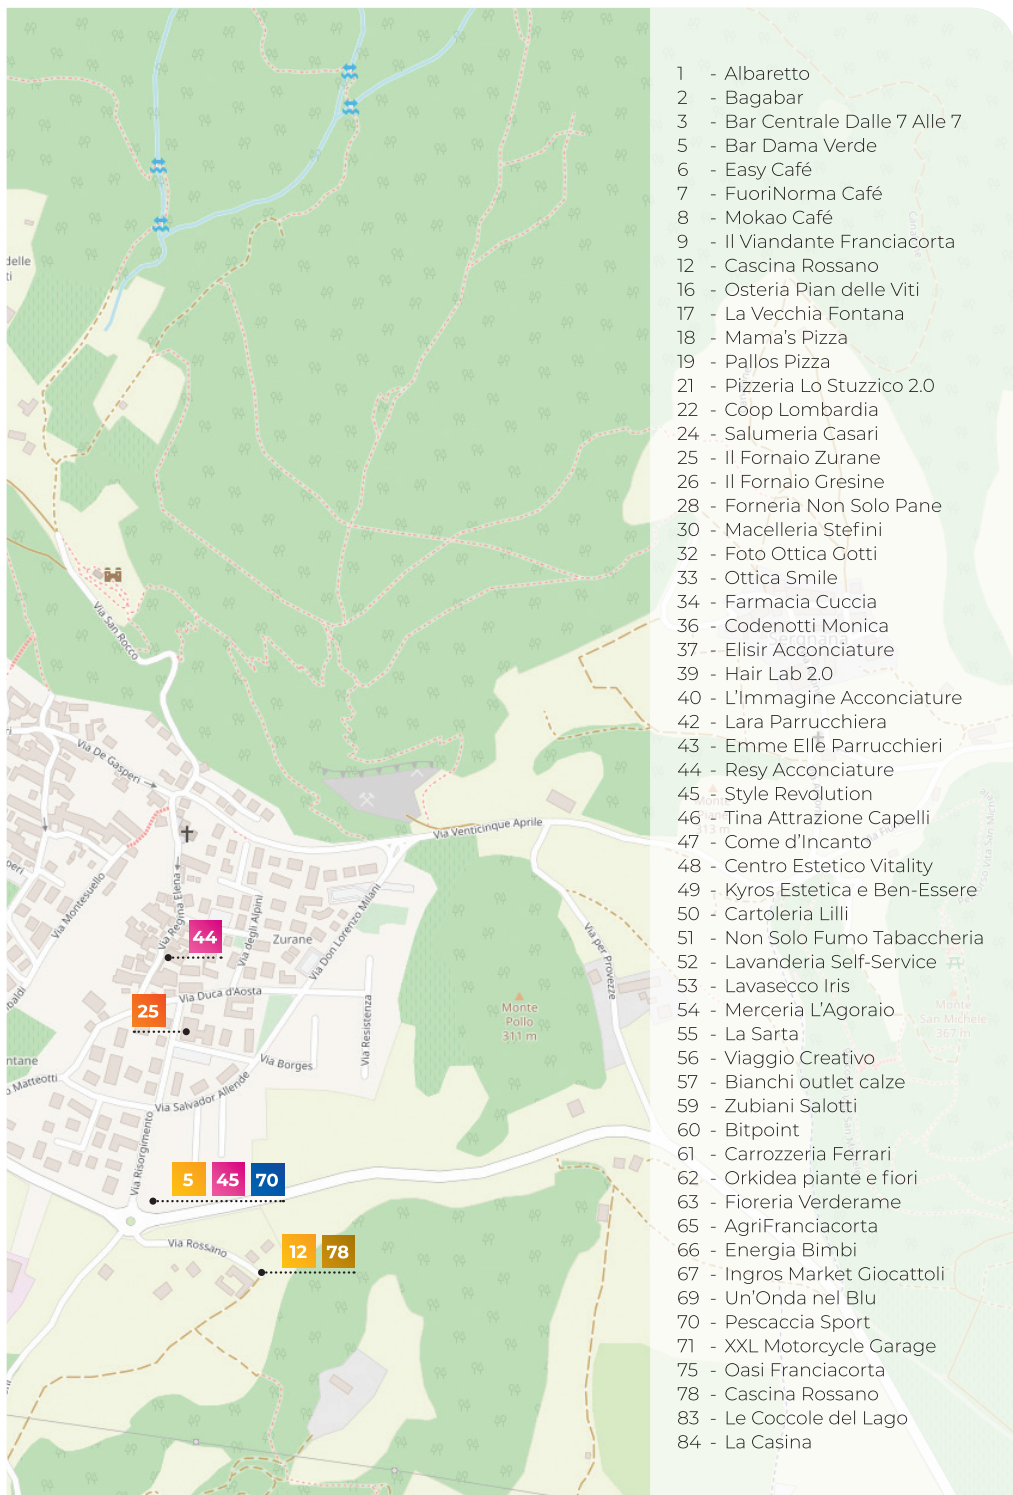 1 - Albaretto
2 - Bagabar
3 - Bar Centrale Dalle 7 Alle 7
5 - Bar Dama Verde
6 - Easy Café
7 - FuoriNorma Café
8 - Mokao Café
9 - Il Viandante Franciacorta
12 - Cascina Rossano
16 - Osteria Pian delle Viti
17 - La Vecchia Fontana
18 - Mama's Pizza
19 - Pallos Pizza
21 - Pizzeria Lo Stuzzico 2.0
22 - Coop Lombardia
24 - Salumeria Casari
25 - Il Fornaio Zurane
26 - Il Fornaio Gresine
28 - Forneria Non Solo Pane
30 - Macelleria Stefini
32 - Foto Ottica Gotti
33 - Ottica Smile
34 - Farmacia Cuccia
36 - Codenotti Monica
37 - Elisir Acconciature
39 - Hair Lab 2.0
40 - L'Immagine Acconciature
42 - Lara Parrucchiera
43 - Emme Elle Parrucchieri
44 - Resy Acconciature
45 - Style Revolution
46 - Tina Attrazione Capelli
47 - Come d'Incanto
48 - Centro Estetico Vitality
49 - Kyros Estetica e Ben-Essere
50 - Cartoleria Lilli
51 - Non Solo Fumo Tabaccheria
52 - Lavanderia Self-Service
53 - Lavasecco Iris
54 - Merceria L'Agoraio
55 - La Sarta
56 - Viaggio Creativo
57 - Bianchi outlet calze
59 - Zubiani Salotti
60 - Bitpoint
61 - Carrozzeria Ferrari
62 - Orkidea piante e fiori
63 - Fioreria Verderame
65 - AgriFranciacorta
66 - Energia Bimbi
67 - Ingros Market Giocattoli
69 - Un'Onda nel Blu
70 - Pescaccia Sport
71 - XXL Motorcycle Garage
75 - Oasi Franciacorta
78 - Cascina Rossano
83 - Le Coccole del Lago
84 - La Casina
delle
ti
Via San Rocco
Via De Gasperi
Via Venticinque Aprile
Via Montesuello
Via Regina Elena
Via degli Alpini
Via Don Lorenzo Milani
Zurane
44
Via per Provezze
Via Duca d'Aosta
25
Via Resistenza
Monte
Pollo
311 m
Via Borges
ntane
o Matteotti
Via Salvador Allende
Via Risorgimento
5 45 70
Via Rossano
12 78
Sergnana
Monte
San Michele